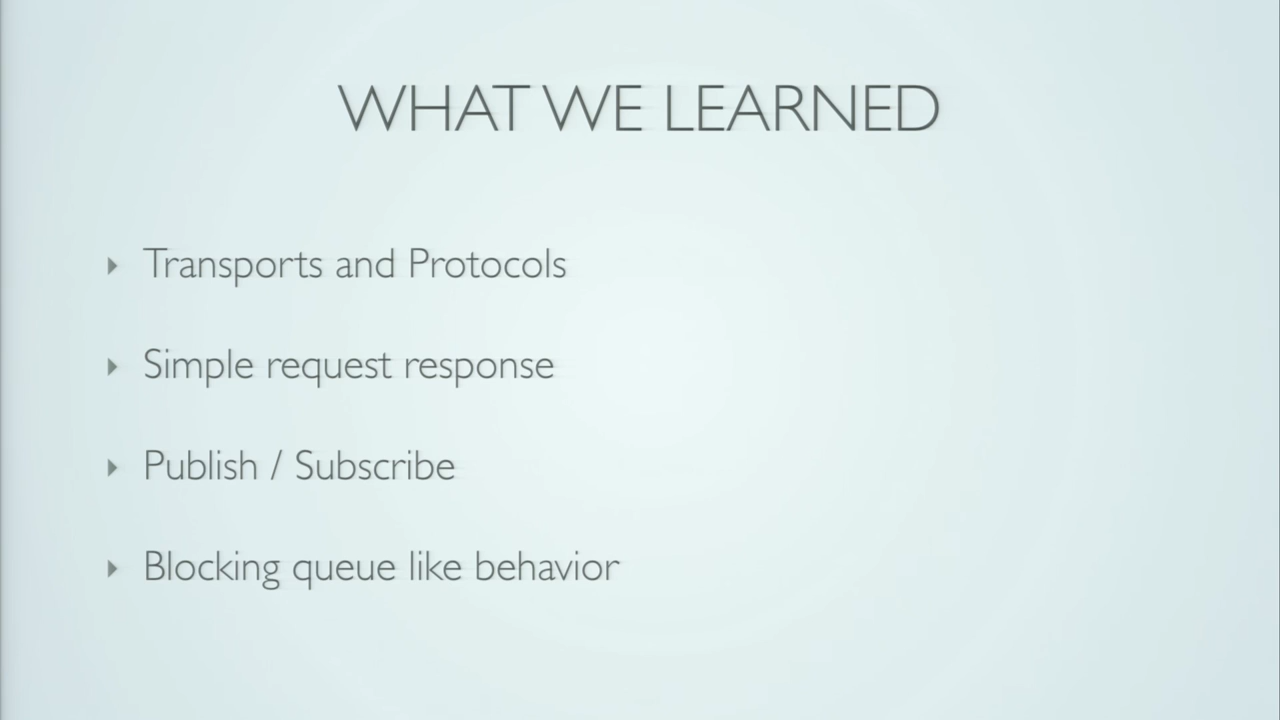 WHAT WE LEARNED
Transports and Protocols
Simple request response
Publish / Subscribe
Blocking queue like behavior